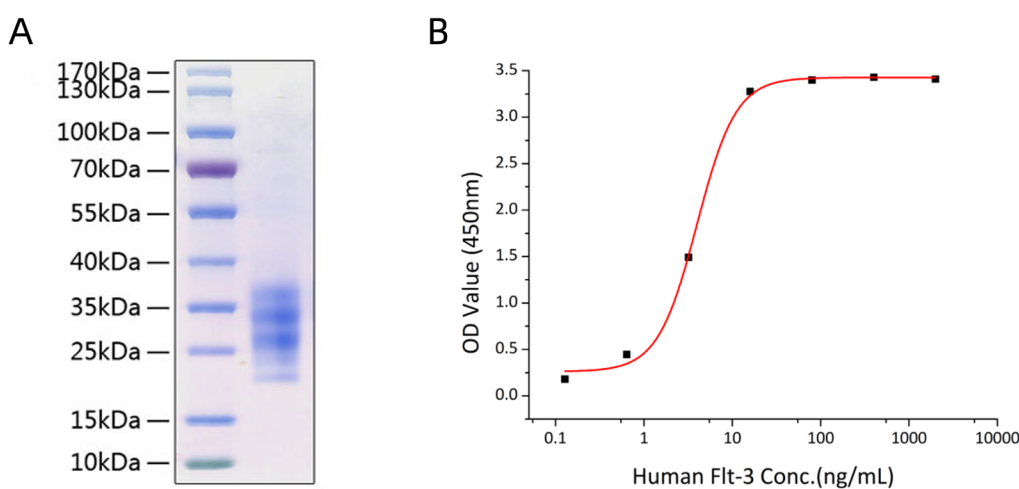 A
170kDa
130kDa
100kDa
70kDa
55kDa
40kDa
35kDa
25kDa
15kDa
10kDa
B
OD Value (450nm)
3.5
3.0
2.5
2.0
1.5
1.0
0.5
0.0
0.1 1 10 100 1000 10000
Human Flt-3 Conc.(ng/mL)